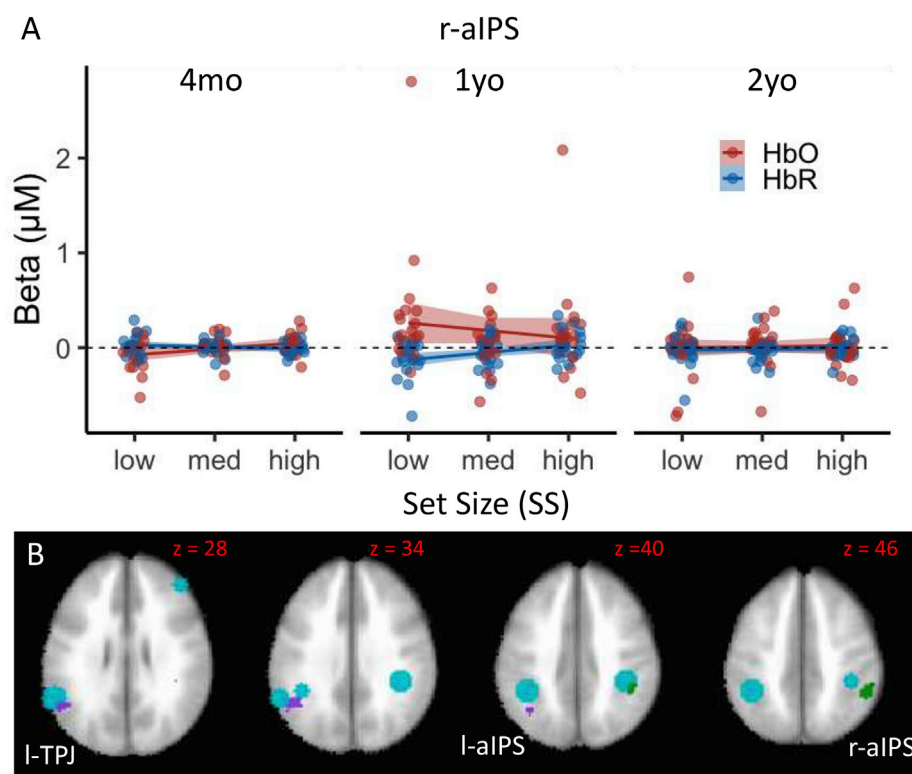 A
r-aIPS
4mo 1yo 2yo
HbO
HbR
Beta (µM)
2
1
0
low med high low med high low med high
Set Size (SS)
B
z = 28 z = 34 z =40 z = 46
l-TPJ l-aIPS r-aIPS